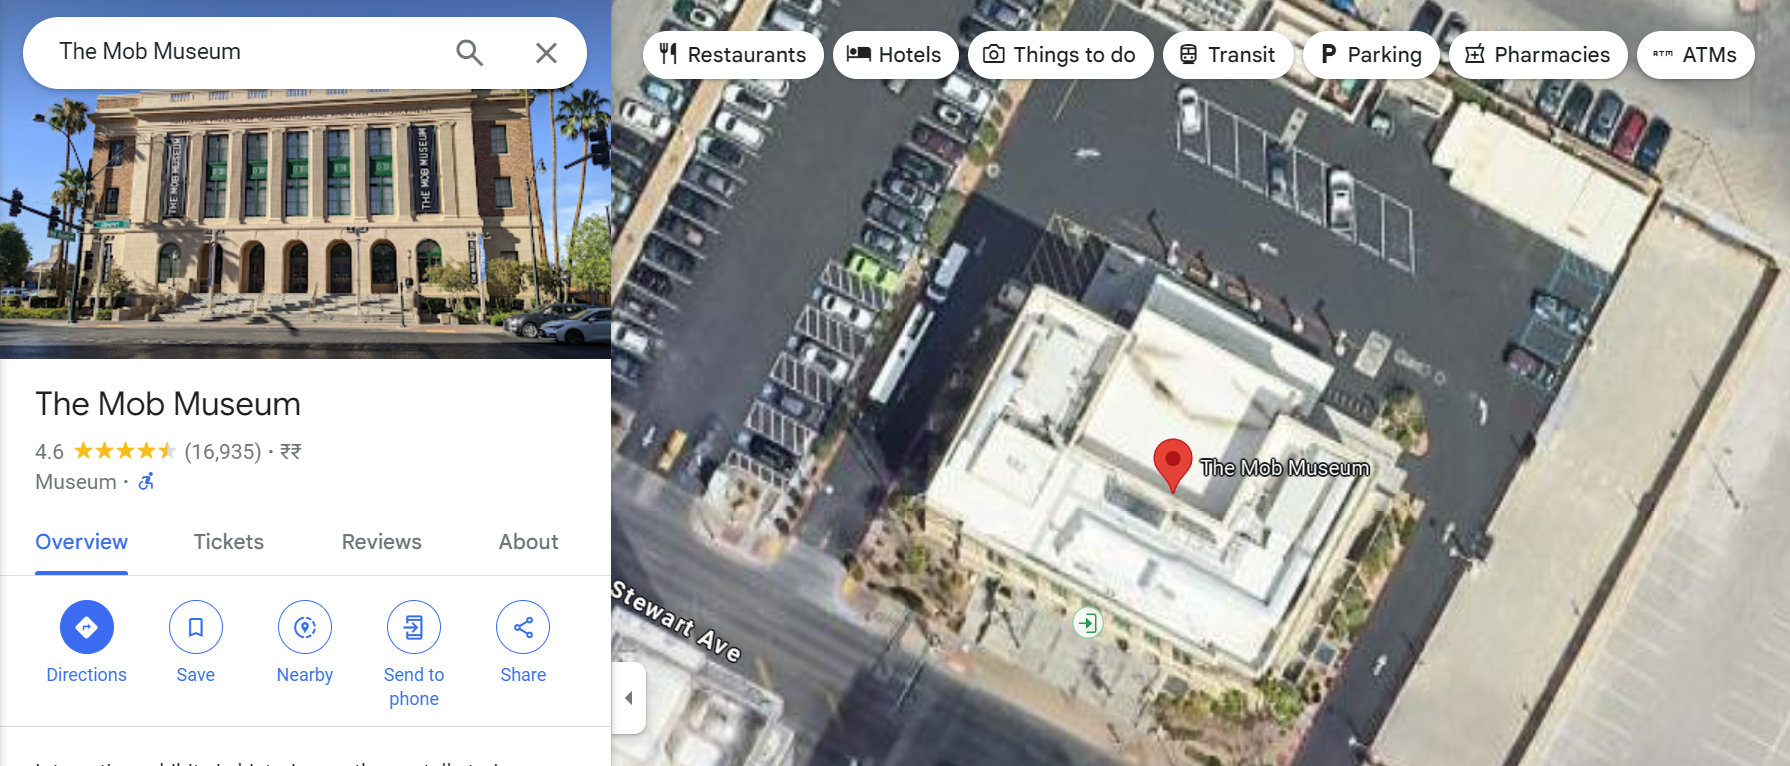 The Mob Museum
Restaurants
Hotels
Things to do
Transit
P Parking
Pharmacies
ATM ATMs
THE MOB MUSEUM
THE MOB MUSEUM
The Mob Museum
4.6 (16,935) · ₹₹
Museum ·
Overview Tickets Reviews About
Directions
Save
Nearby
Send to
phone
Share
The Mob Museum
Stewart Ave